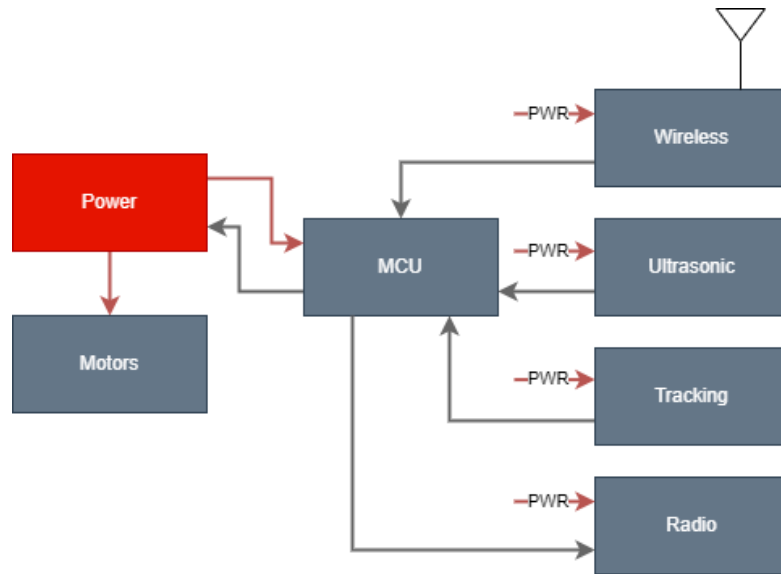 PWR
Wireless
Power
MCU
PWR
Ultrasonic
Motors
PWR
Tracking
PWR
Radio